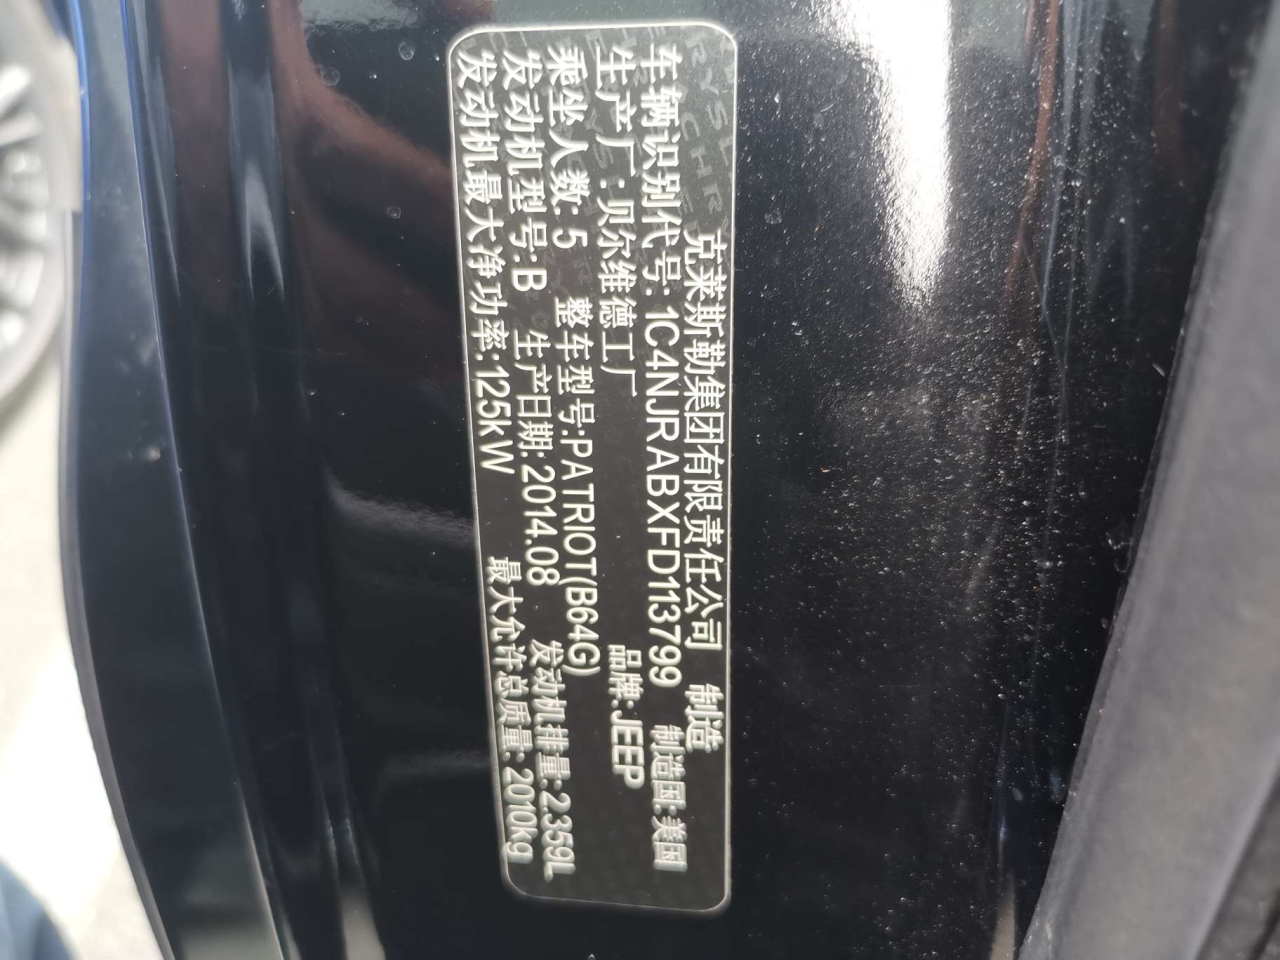 克莱斯勒集团有限责任公司 制造
车辆识别代号: 1C4NJRABXFD113799 制造国: 美国
生产厂: 贝尔维德工厂 品牌: JEEP
乘坐人数: 5 整车型号: PATRIOT(B64G)
发动机型号: B 生产日期: 2014.08 发动机排量: 2.359L
发动机最大净功率: 125kW 最大允许总质量: 2010kg